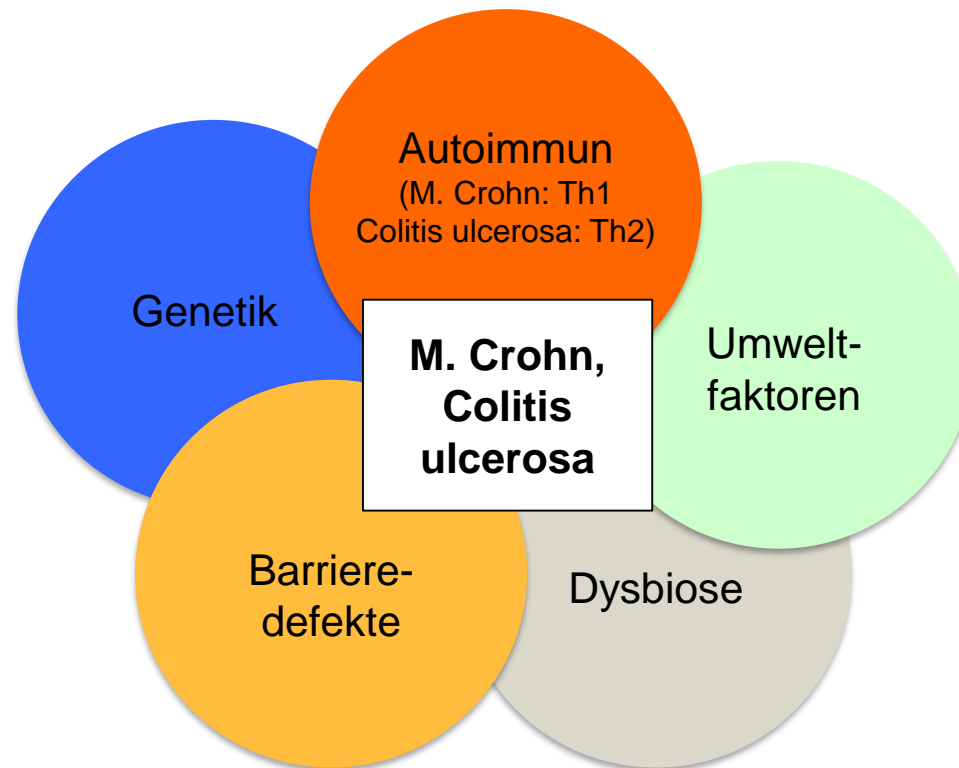 Autoimmun
(M. Crohn: Th1
Colitis ulcerosa: Th2)
Genetik
M. Crohn,
Colitis
ulcerosa
Umwelt-
faktoren
Barriere-
defekte
Dysbiose